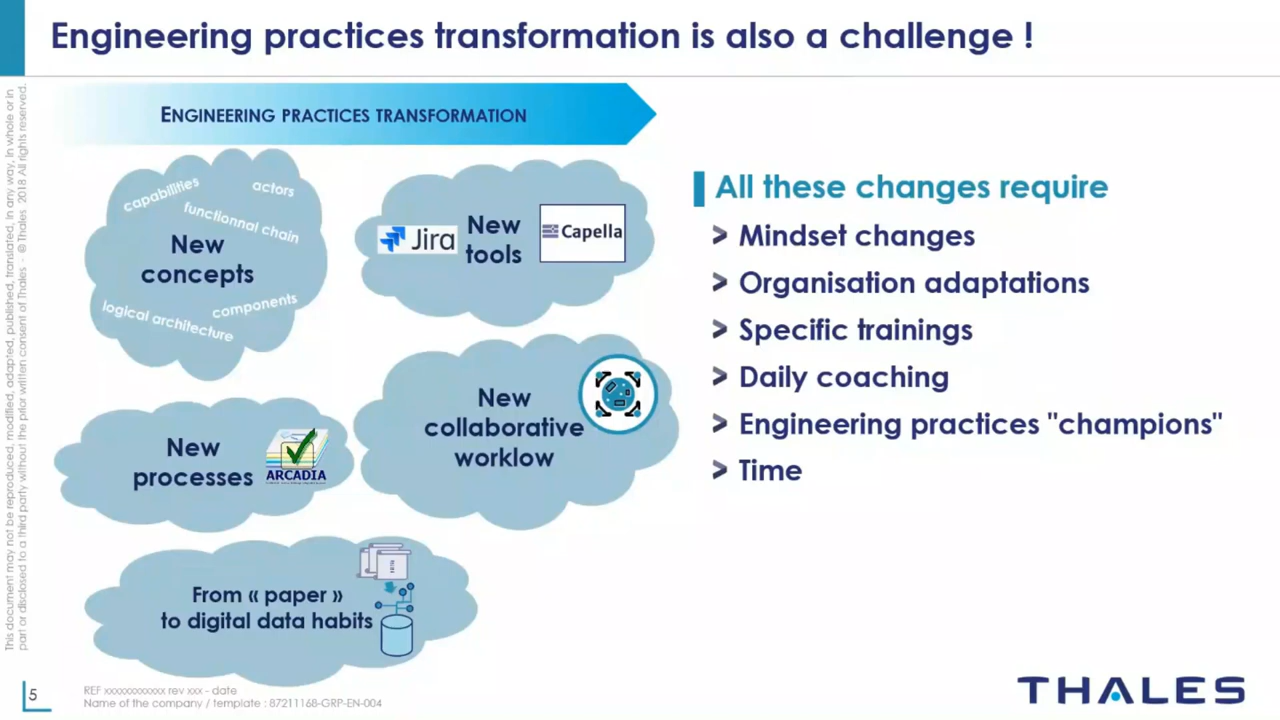 Engineering practices transformation is also a challenge !
ENGINEERING PRACTICES TRANSFORMATION
capabilities
actors
functionnal chain
New
concepts
components
logical architecture
Jira
New
tools
Capella
New
collaborative
worklow
New
processes
ARCADIA
From « paper »
to digital data habits
All these changes require
> Mindset changes
> Organisation adaptations
> Specific trainings
> Daily coaching
> Engineering practices "champions"
> Time
This document may not be reproduced, modified, adapted, published, translated, in any way, in whole or in
part or disclosed to a third party without the prior written consent of Thales - © Thales 2018 All rights reserved.
5
REF xxxxxxxxxxxx rev xxx - date
Name of the company / template : 87211168-GRP-EN-004
THALES